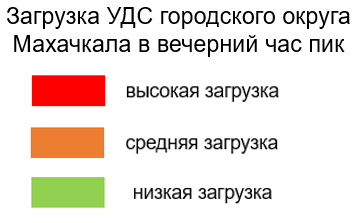 Загрузка УДС городского округа
Махачкала в вечерний час пик
высокая загрузка
средняя загрузка
низкая загрузка